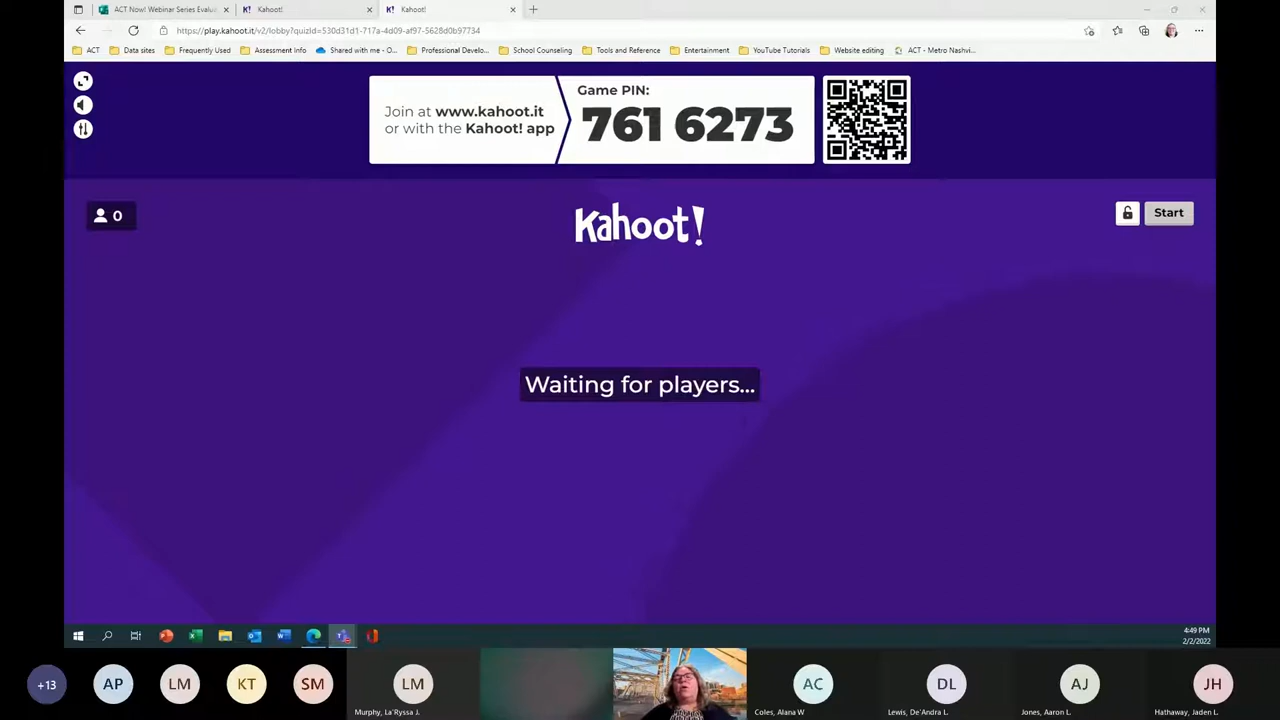 ACT Now! Webinar Series Evalua
Kahoot!
Kahoot!
https://play.kahoot.it/v2/lobby?quizId=530d31d1-717a-4d09-af97-5628d0b97734
ACT
Data sites
Frequently Used
Assessment Info
Shared with me - O...
Professional Develo...
School Counseling
Tools and Reference
Entertainment
YouTube Tutorials
Website editing
ACT - Metro Nashvi...
Join at www.kahoot.it
or with the Kahoot! app
Game PIN:
761 6273
0
Kahoot!
Start
Waiting for players...
4:49 PM
2/2/2022
+13
AP
LM
KT
SM
LM
Murphy, La'Ryssa J.
AC
Coles, Alana W
DL
Lewis, De'Andra L.
AJ
Jones, Aaron L.
JH
Hathaway, Jaden L.